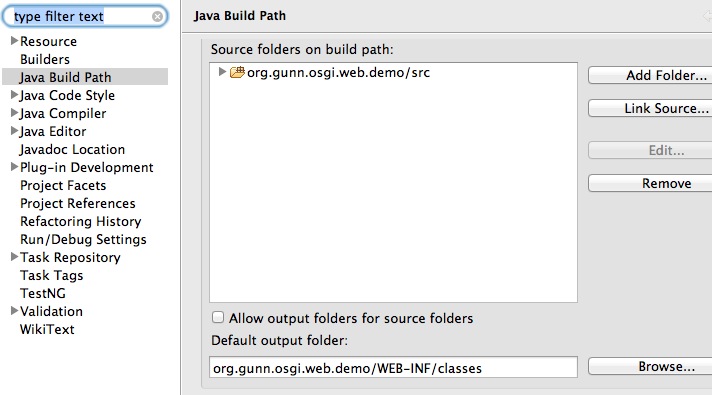 type filter text
Resource
Builders
Java Build Path
Java Code Style
Java Compiler
Java Editor
Javadoc Location
Plug-in Development
Project Facets
Project References
Refactoring History
Run/Debug Settings
Task Repository
Task Tags
TestNG
Validation
WikiText
Java Build Path
Source folders on build path:
org.gunn.osgi.web.demo/src
Add Folder...
Link Source...
Edit...
Remove
Allow output folders for source folders
Default output folder:
org.gunn.osgi.web.demo/WEB-INF/classes
Browse...